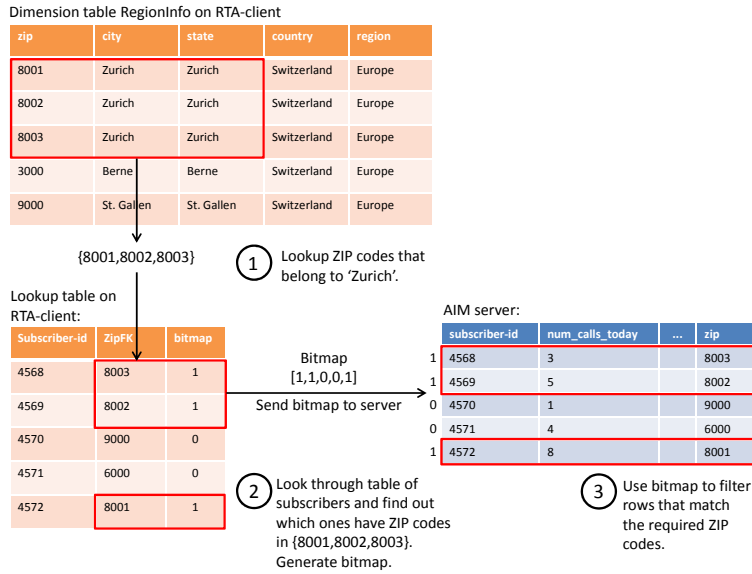 Dimension table RegionInfo on RTA-client
zip city state country region
8001 Zurich Zurich Switzerland Europe
8002 Zurich Zurich Switzerland Europe
8003 Zurich Zurich Switzerland Europe
3000 Berne Berne Switzerland Europe
9000 St. Gallen St. Gallen Switzerland Europe
{8001,8002,8003}
1 Lookup ZIP codes that
belong to ‘Zurich’.
Lookup table on
RTA-client:
Subscriber-id ZipFK bitmap
4568 8003 1
4569 8002 1
4570 9000 0
4571 6000 0
4572 8001 1
Bitmap
[1,1,0,0,1]
Send bitmap to server
2 Look through table of
subscribers and find out
which ones have ZIP codes
in {8001,8002,8003}.
Generate bitmap.
AIM server:
subscriber-id num_calls_today ... zip
1 4568 3 8003
1 4569 5 8002
0 4570 1 9000
0 4571 4 6000
1 4572 8 8001
3 Use bitmap to filter
rows that match
the required ZIP
codes.